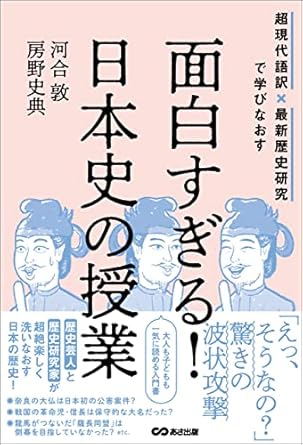 超現代語訳×最新歴史研究
で学びなおす
面白すぎる!
日本史の授業
河合 敦
房野史典
「えっ、
そうなの?」
驚きの
波状攻撃
大人も子どもも
一気に読める入門書
歴史芸人と
歴史研究家が
超絶楽しく
洗いなおす
日本の歴史!
●奈良の大仏は日本初の公害案件?
●戦国の革命児・信長は保守的な大名だった?
●龍馬がつないだ「薩長同盟」は
倒幕を目指していなかった? etc.
あさ出版